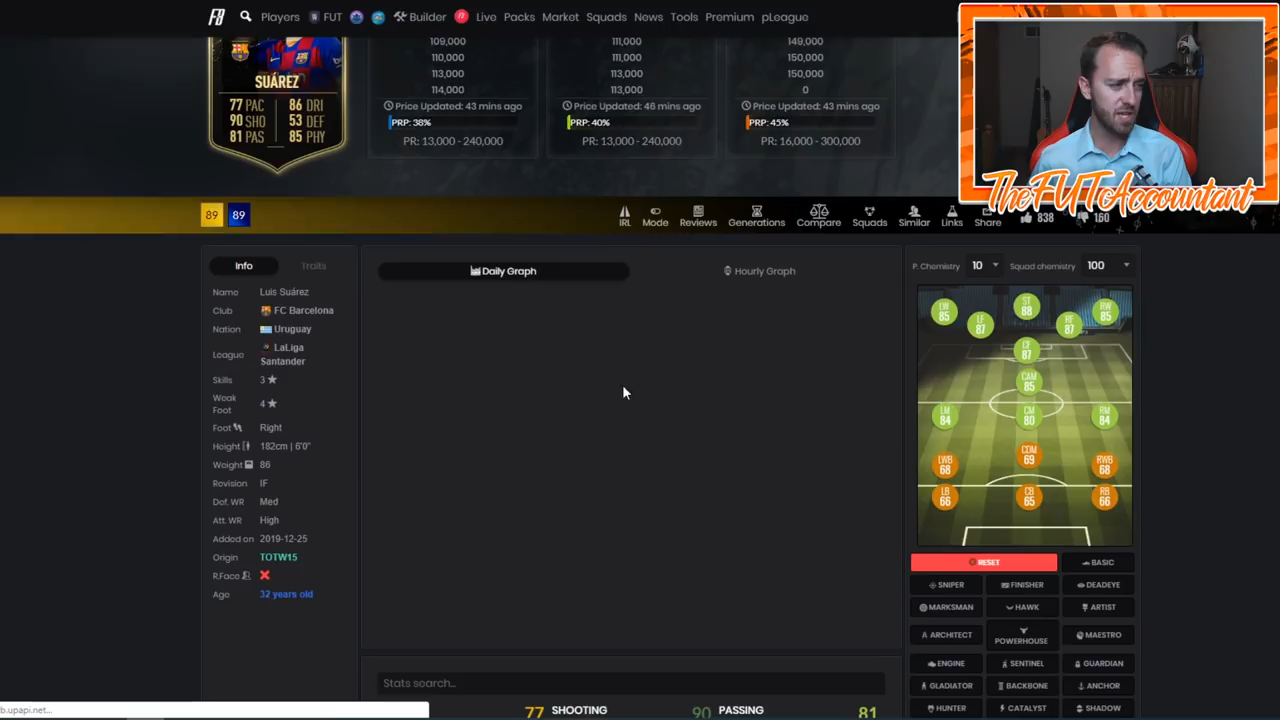 F8 Players FUT Builder Live Packs Market Squads News Tools Premium pLeague
SUÁREZ
77 PAC 86 DRI
90 SHO 53 DEF
81 PAS 85 PHY
109,000
110,000
113,000
114,000
Price Updated: 43 mins ago
PRP: 38%
PR: 13,000 - 240,000
111,000
111,000
113,000
113,000
Price Updated: 46 mins ago
PRP: 40%
PR: 13,000 - 240,000
149,000
150,000
150,000
0
Price Updated: 43 mins ago
PRP: 45%
PR: 16,000 - 300,000
TheFUTAccountant
89 89
IRL Mode Reviews Generations Compare Squads Similar Links Share 838 160
Info Traits
Name Luis Suárez
Club FC Barcelona
Nation Uruguay
League LaLiga
Santander
Skills 3
Weak
Foot 4
Foot Right
Height 182cm | 6'0"
Weight 86
Revision IF
Def. WR Med
Att. WR High
Added on 2019-12-25
Origin TOTW15
R.Face
Age 32 years old
Daily Graph Hourly Graph
Stats search...
77 SHOOTING 90 PASSING 81
P. Chemistry 10 Squad chemistry 100
LW 85
ST 88
RW 85
LF 87
RF 87
CF 87
CAM 85
LM 84
CM 80
RM 84
CDM 69
LWB 68
RWB 68
LB 66
CB 65
RB 66
RESET BASIC
SNIPER FINISHER DEADEYE
MARKSMAN HAWK ARTIST
ARCHITECT POWERHOUSE MAESTRO
ENGINE SENTINEL GUARDIAN
GLADIATOR BACKBONE ANCHOR
HUNTER CATALYST SHADOW
b.upapi.net...